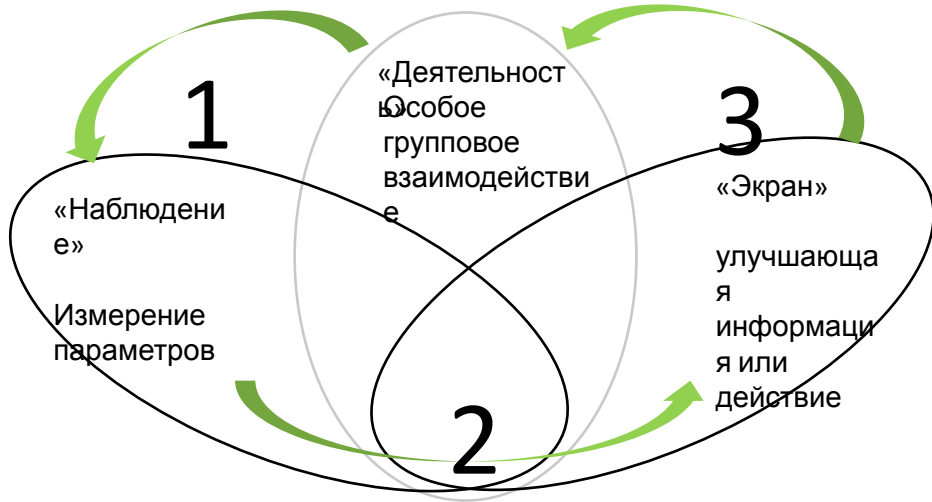 1
«Деятельност
ь»
Особое
групповое
взаимодействи
е
3
«Наблюдени
е»
Измерение
параметров
«Экран»
улучшающа
я
информаци
я или
действие
2